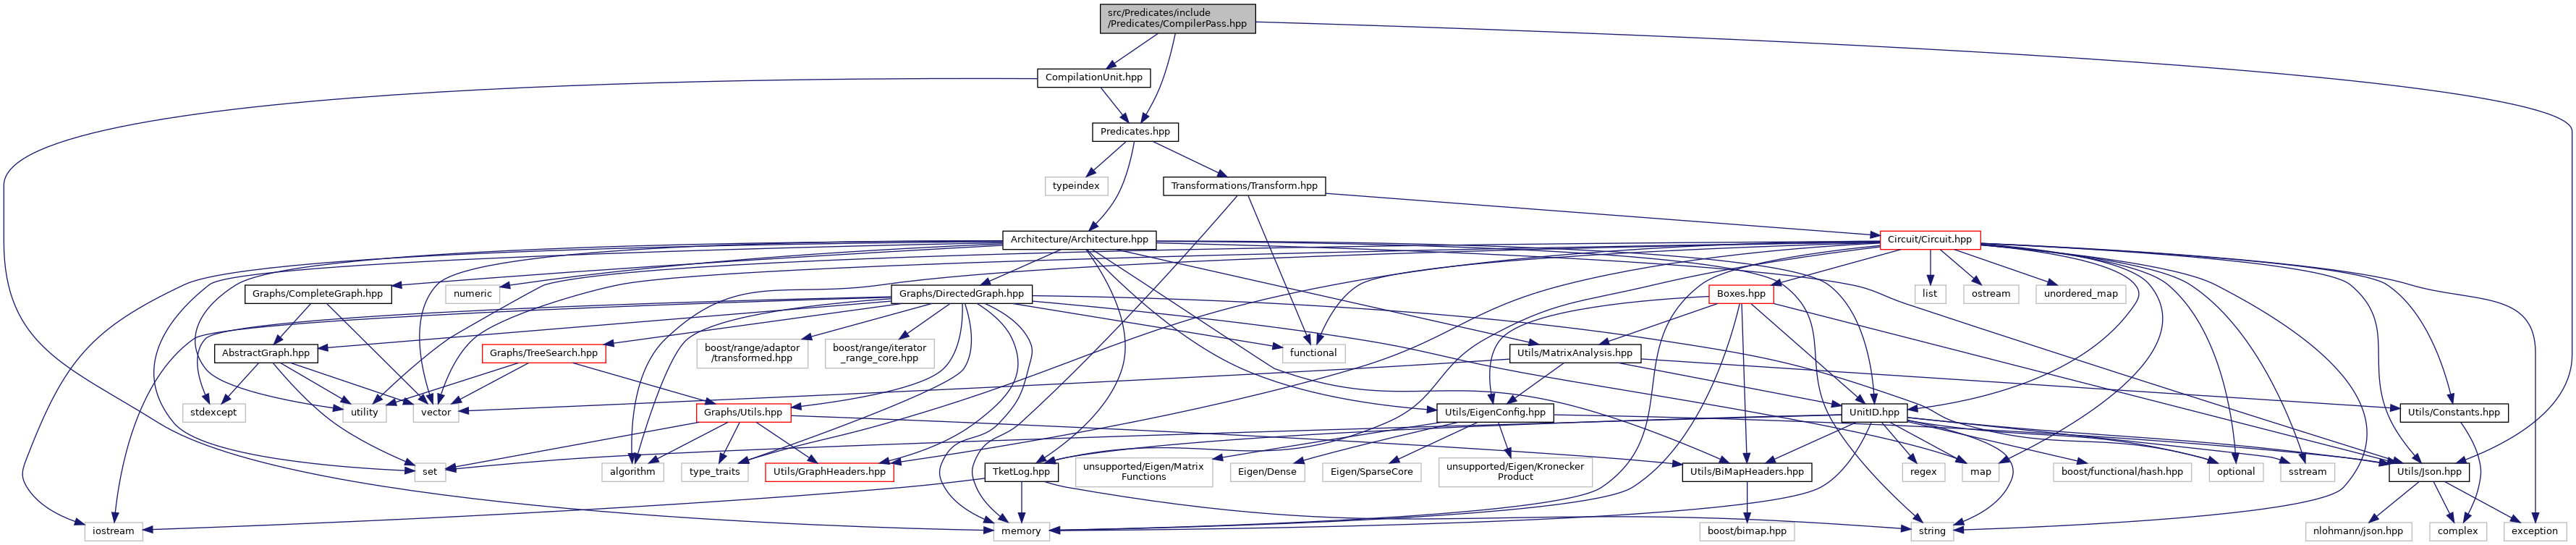 src/Predicates/include
/Predicates/CompilerPass.hpp
CompilationUnit.hpp
Predicates.hpp
typeindex
Transformations/Transform.hpp
Architecture/Architecture.hpp
Circuit/Circuit.hpp
Graphs/CompleteGraph.hpp
numeric
Graphs/DirectedGraph.hpp
Boxes.hpp
list
ostream
unordered_map
AbstractGraph.hpp
Graphs/TreeSearch.hpp
boost/range/adaptor
/transformed.hpp
boost/range/iterator
_range_core.hpp
functional
Utils/MatrixAnalysis.hpp
stdexcept
utility
vector
Graphs/Utils.hpp
Utils/EigenConfig.hpp
UnitID.hpp
Utils/Constants.hpp
set
algorithm
type_traits
Utils/GraphHeaders.hpp
TketLog.hpp
unsupported/Eigen/Matrix
Functions
Eigen/Dense
Eigen/SparseCore
unsupported/Eigen/Kronecker
Product
Utils/BiMapHeaders.hpp
regex
map
boost/functional/hash.hpp
optional
sstream
Utils/Json.hpp
iostream
memory
boost/bimap.hpp
string
nlohmann/json.hpp
complex
exception